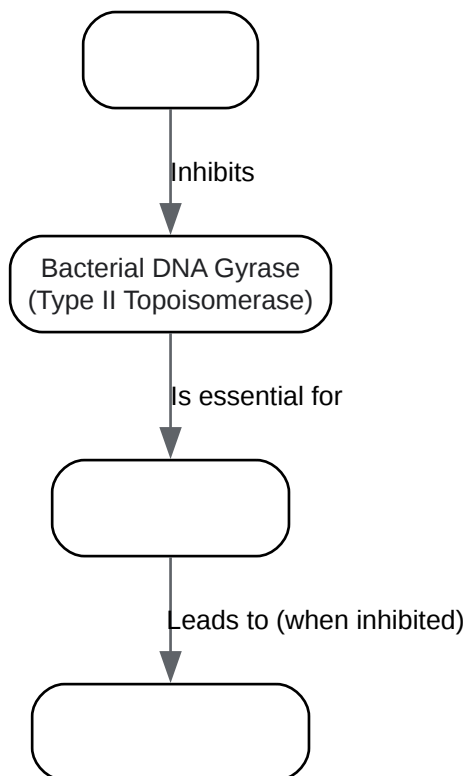 Inhibits
Bacterial DNA Gyrase
(Type II Topoisomerase)
Is essential for
Leads to (when inhibited)